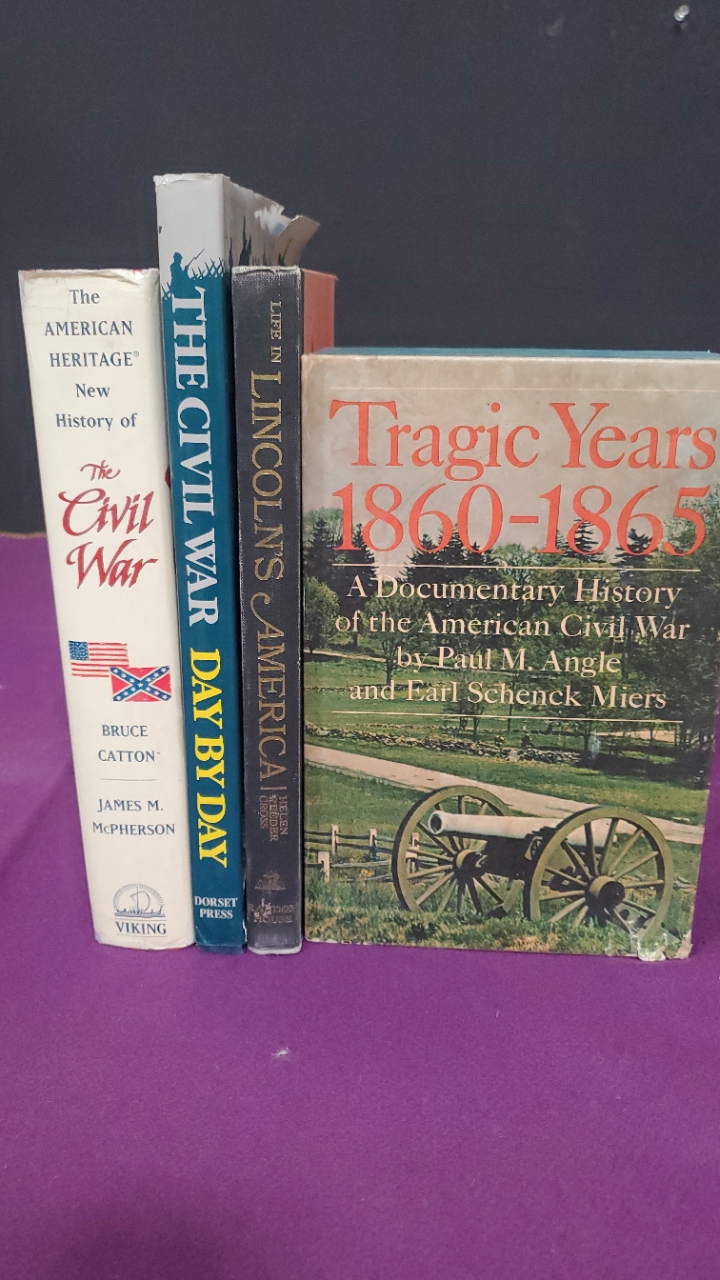 The
AMERICAN
HERITAGE®
New
History of
The
Civil
War
BRUCE
CATTON
JAMES M.
McPHERSON
VIKING
THE CIVIL WAR DAY BY DAY
DORSET
PRESS
LIFE IN
LINCOLN'S AMERICA
HELEN
REEDER
CROSS
RANDOM
HOUSE
Tragic Years
1860-1865
A Documentary History
of the American Civil War
by Paul M. Angle
and Earl Schenck Miers